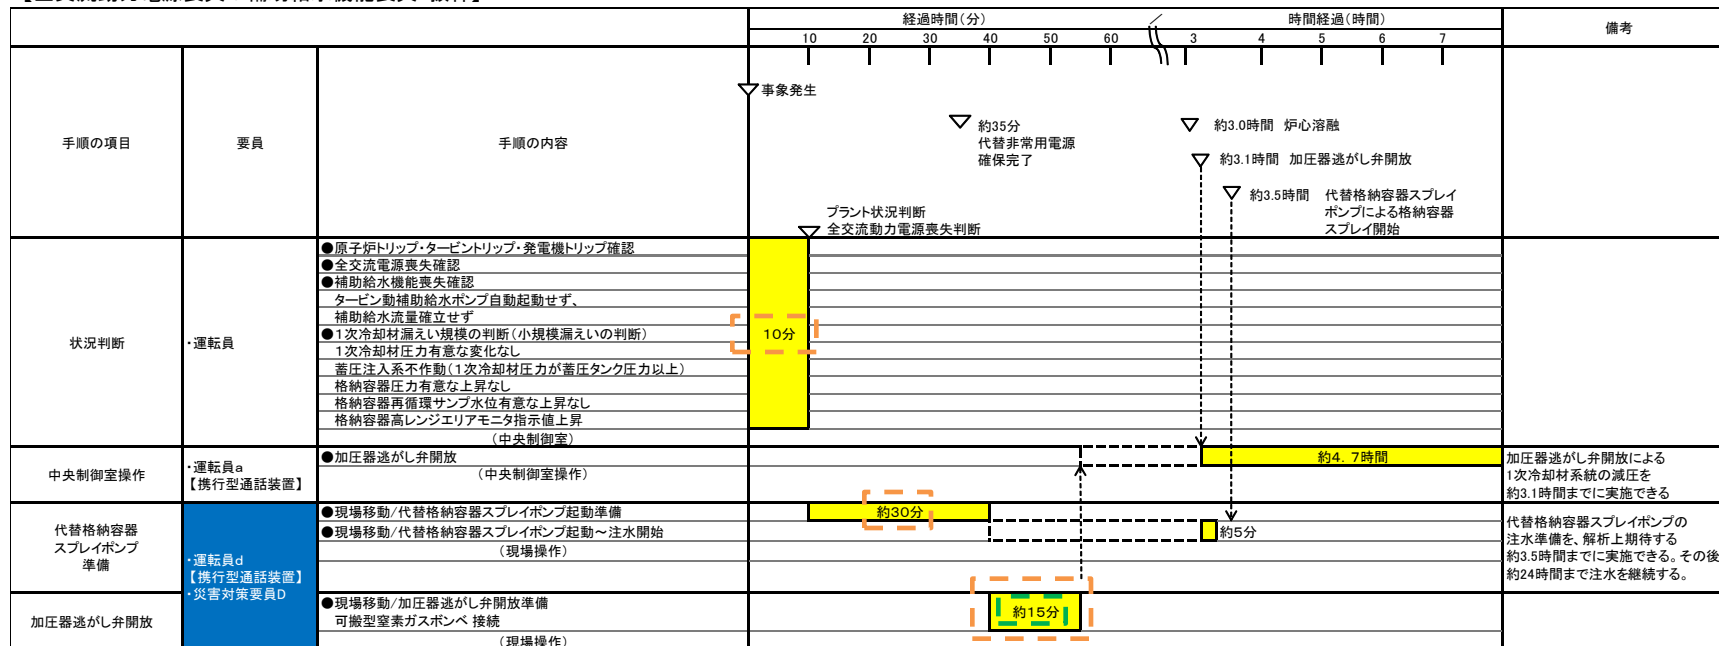 経過時間(分)
時間経過(時間)
備考
10
20
30
40
50
60
3
4
5
6
7
手順の項目
要員
手順の内容
事象発生
約35分
代替非常用電源
確保完了
約3.0時間 炉心溶融
約3.1時間 加圧器逃がし弁開放
約3.5時間 代替格納容器スプレイ
ポンプによる格納容器
スプレイ開始
プラント状況判断
全交流動力電源喪失判断
状況判断
・運転員
●原子炉トリップ・タービントリップ・発電機トリップ確認
●全交流電源喪失確認
●補助給水機能喪失確認
タービン動補助給水ポンプ自動起動せず、
補助給水流量確立せず
●1次冷却材漏えい規模の判断(小規模漏えいの判断)
1次冷却材圧力有意な変化なし
蓄圧注入系不作動(1次冷却材圧力が蓄圧タンク圧力以上)
格納容器圧力有意な上昇なし
格納容器再循環サンプ水位有意な上昇なし
格納容器高レンジエリアモニタ指示値上昇
(中央制御室)
10分
中央制御室操作
・運転員a
【携行型通話装置】
●加圧器逃がし弁開放
(中央制御室操作)
約4.7時間
加圧器逃がし弁開放による
1次冷却材系統の減圧を
約3.1時間までに実施できる
代替格納容器
スプレイポンプ
準備
・運転員d
【携行型通話装置】
・災害対策要員D
●現場移動/代替格納容器スプレイポンプ起動準備
●現場移動/代替格納容器スプレイポンプ起動～注水開始
(現場操作)
約30分
約5分
代替格納容器スプレイポンプの
注水準備を、解析上期待する
約3.5時間までに実施できる。その後
約24時間まで注水を継続する。
加圧器逃がし弁開放
●現場移動/加圧器逃がし弁開放準備
可搬型窒素ガスボンベ 接続
(現場操作)
約15分